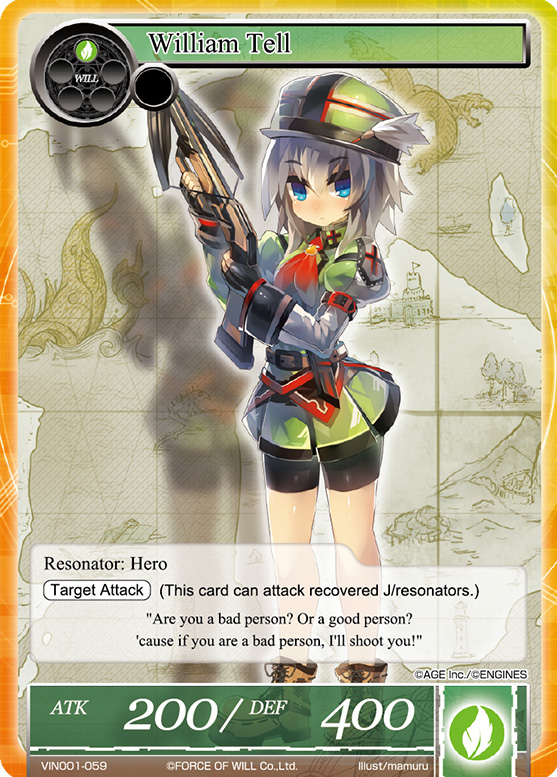 William Tell
WILL
Resonator: Hero
Target Attack (This card can attack recovered J/resonators.)
"Are you a bad person? Or a good person?
'cause if you are a bad person, I'll shoot you!"
©AGE Inc./©ENGINES
ATK 200/ DEF 400
VIN001-059 ©FORCE OF WILL Co.,Ltd. Illust/mamuru